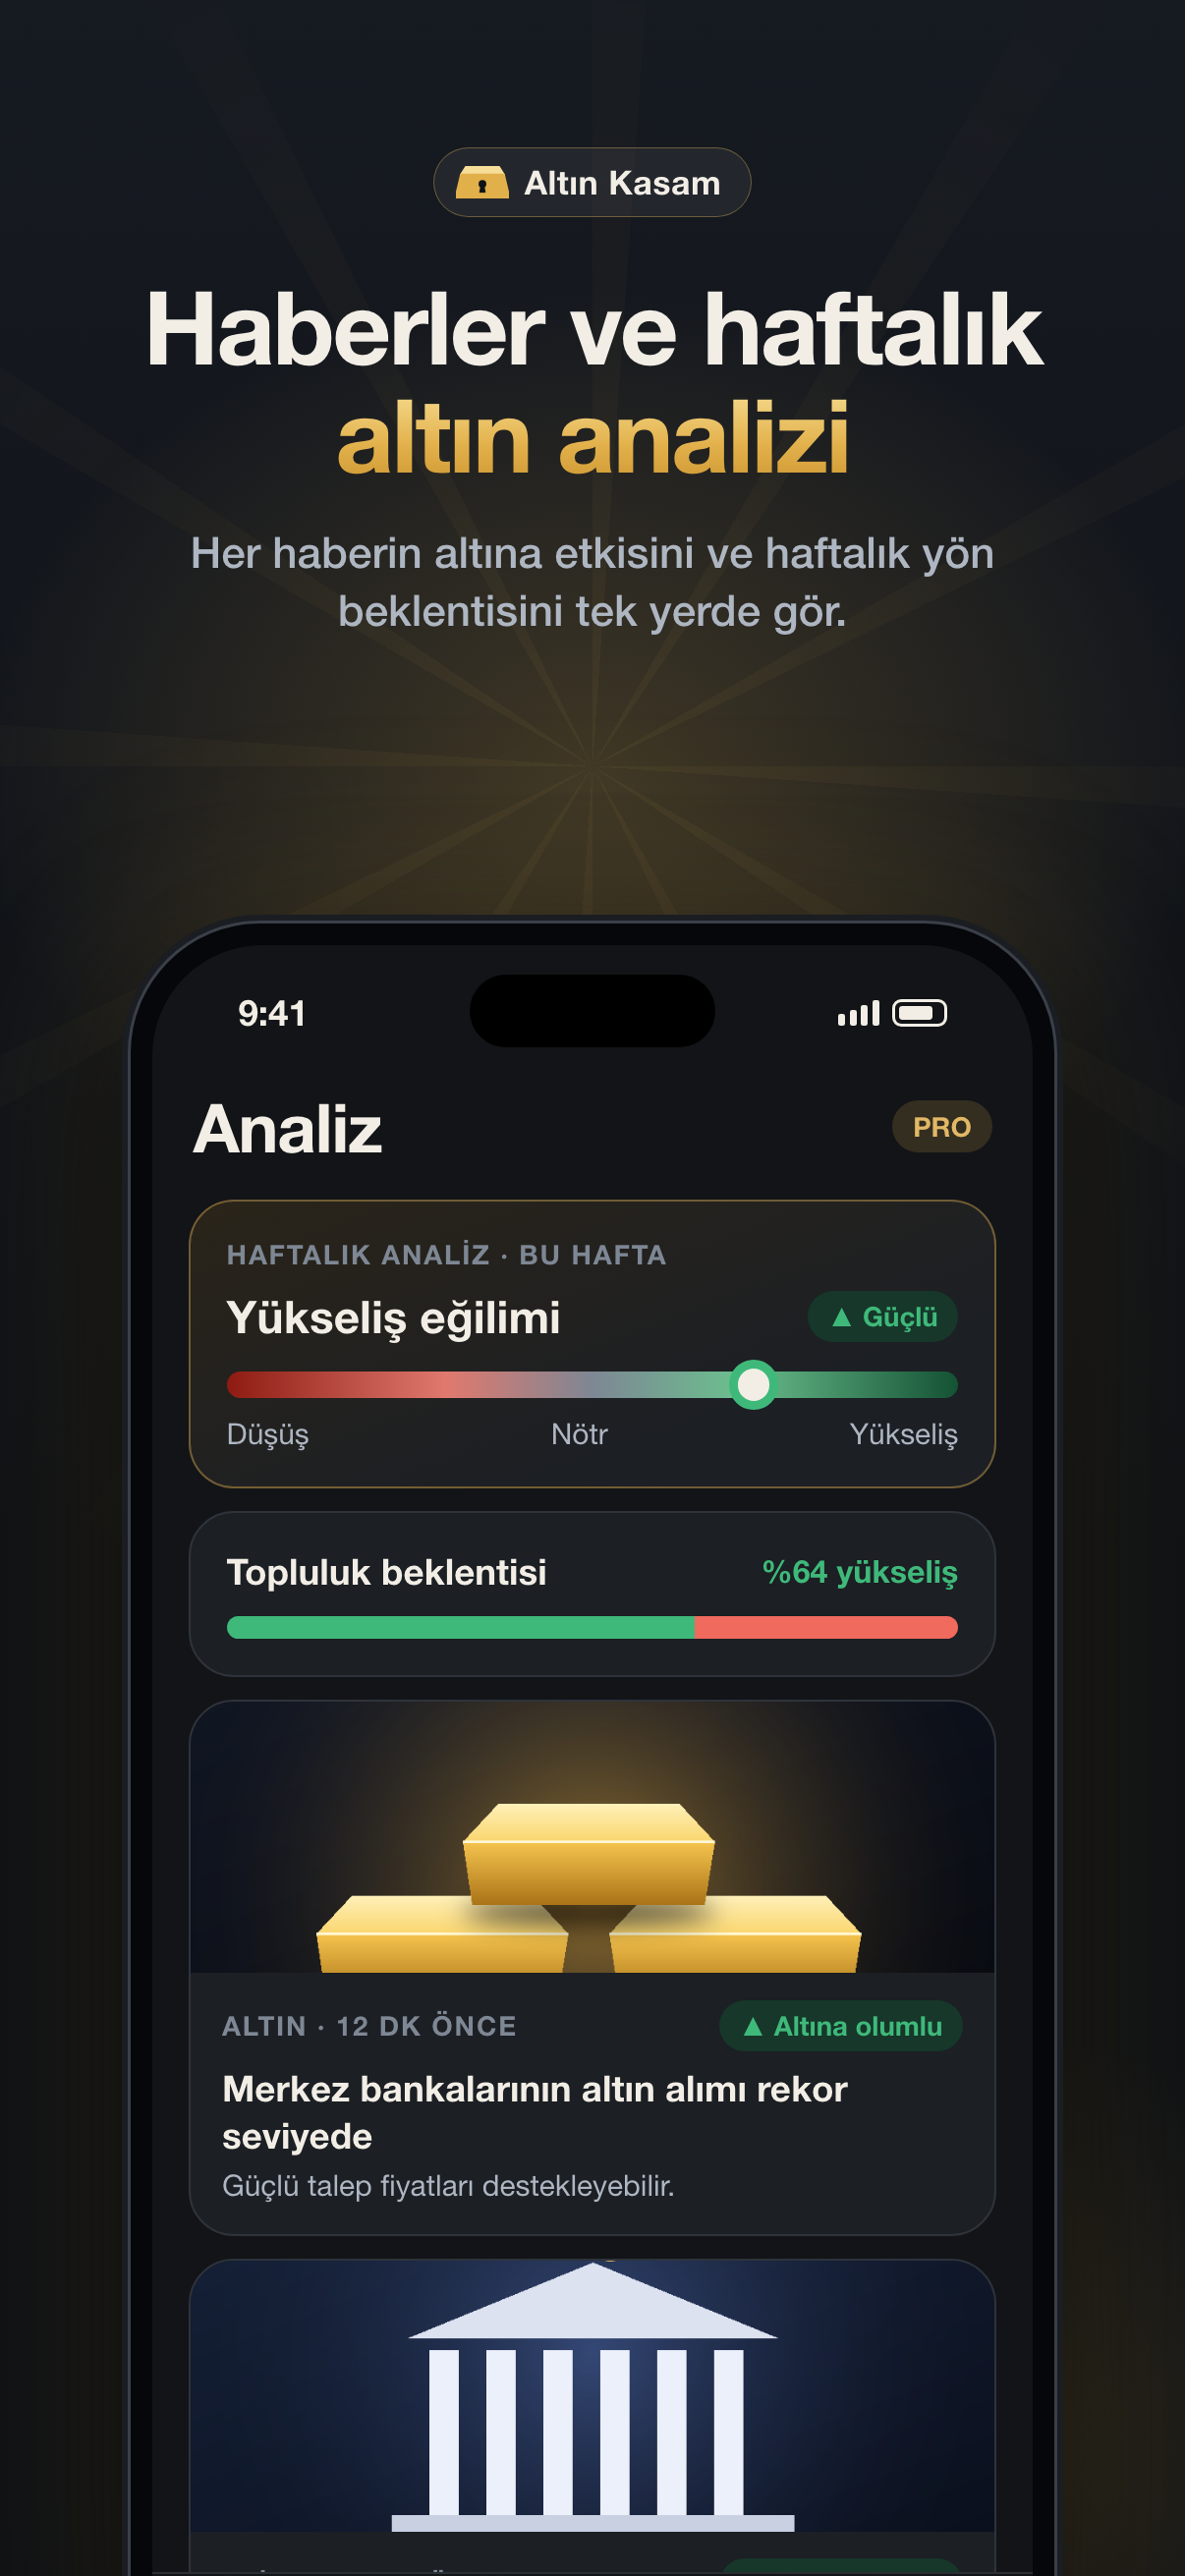 Altın Kasam
Haberler ve haftalık
altın analizi
Her haberin altına etkisini ve haftalık yön
beklentisini tek yerde gör.
9:41
Analiz
PRO
HAFTALIK ANALİZ · BU HAFTA
Yükseliş eğilimi
▲ Güçlü
Düşüş
Nötr
Yükseliş
Topluluk beklentisi
%64 yükseliş
ALTIN · 12 DK ÖNCE
▲ Altına olumlu
Merkez bankalarının altın alımı rekor
seviyede
Güçlü talep fiyatları destekleyebilir.